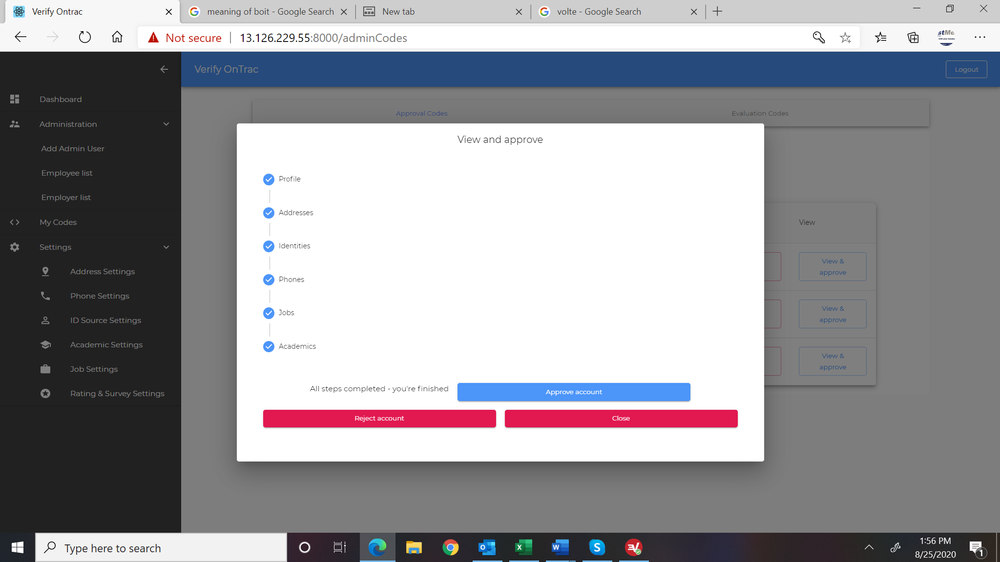 Verify Ontrac
meaning of boit - Google Search
New tab
volte - Google Search
Not secure
13.126.229.55:8000/adminCodes
stMe
Verify OnTrac
Logout
Dashboard
Administration
Add Admin User
Employee list
Employer list
My Codes
Settings
Address Settings
Phone Settings
ID Source Settings
Academic Settings
Job Settings
Rating & Survey Settings
Approval Codes
Evaluation Codes
View and approve
Profile
Addresses
Identities
Phones
Jobs
Academics
All steps completed - you're finished
Approve account
Reject account
Close
View
View &
approve
View &
approve
View &
approve
Type here to search
1:56 PM
8/25/2020
1